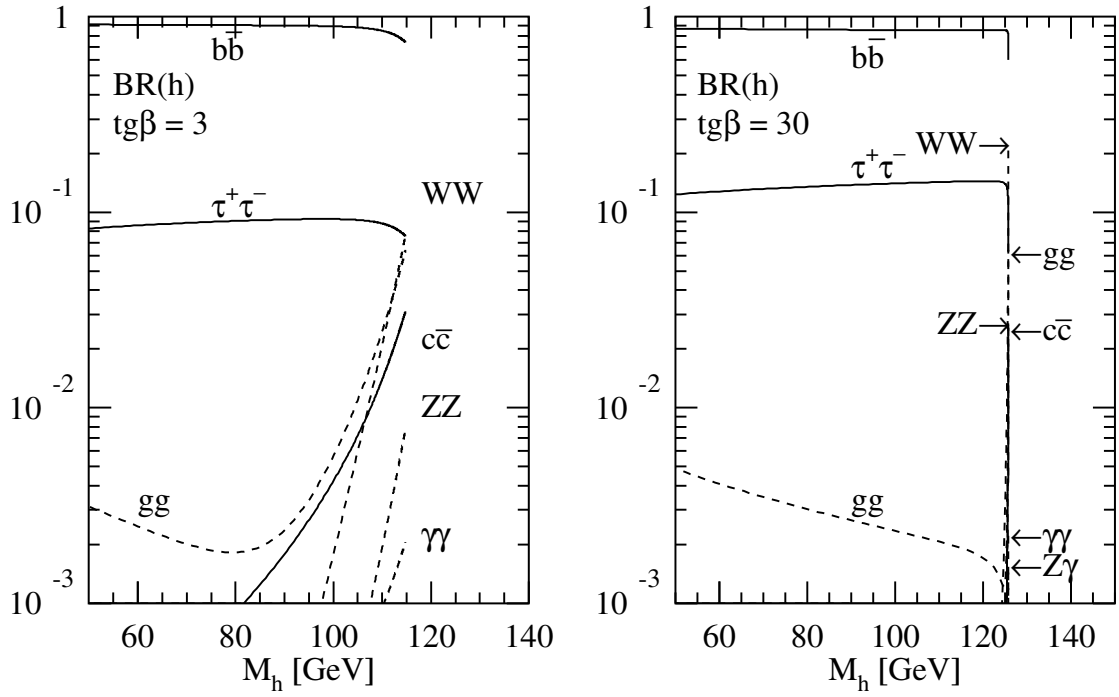 1
bb̄
BR(h)
tgβ = 3
10⁻¹
τ⁺τ⁻
WW
cc̄
10⁻²
ZZ
gg
γγ
10⁻³
60 80 100 120 140
M_h [GeV]
1
bb̄
BR(h)
tgβ = 30
WW
τ⁺τ⁻
10⁻¹
gg
ZZ
cc̄
10⁻²
gg
γγ
Zγ
10⁻³
60 80 100 120 140
M_h [GeV]